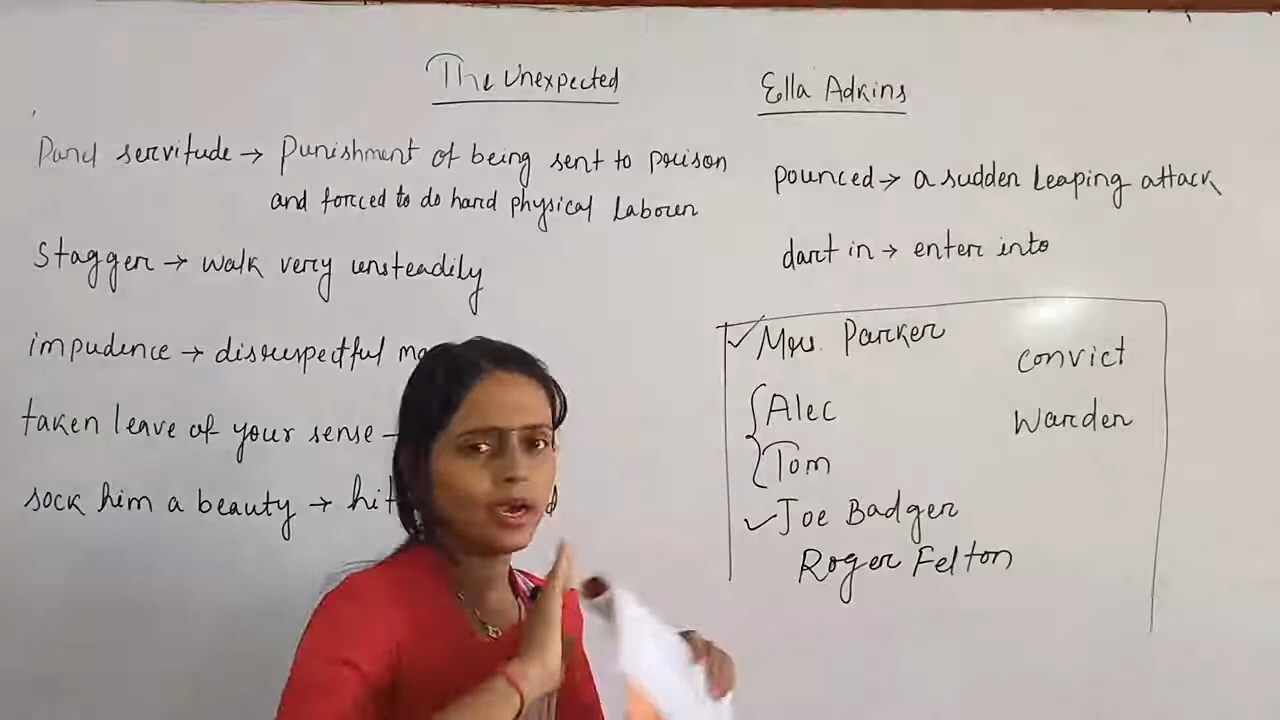 The Unexpected
Ella Adkins
servitude → Punishment of being sent to prison
and forced to do hard physical Labour
Stagger → walk very unsteadily
impudence → disrespectful
taken leave of your sense →
sock him a beauty → hit
pounced → a sudden leaping attack
dart in → enter into
✓ Mrs. Parker
Alec
Tom
✓ Joe Badger
Roger Felton
convict
Warden